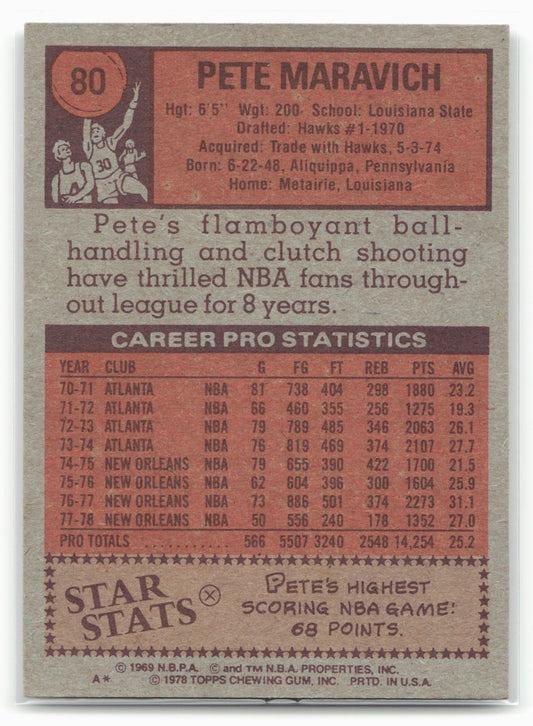 80
PETE MARAVICH
Hgt: 6'5" Wgt: 200 School: Louisiana State
Drafted: Hawks #1-1970
Acquired: Trade with Hawks, 5-3-74
Born: 6-22-48, Aliquippa, Pennsylvania
Home: Metairie, Louisiana
30
Pete's flamboyant ball-
handling and clutch shooting
have thrilled NBA fans through-
out league for 8 years.
CAREER PRO STATISTICS
YEAR CLUB G FG FT REB PTS AVG
70-71 ATLANTA NBA 81 738 404 298 1880 23.2
71-72 ATLANTA NBA 66 460 355 256 1275 19.3
72-73 ATLANTA NBA 79 789 485 346 2063 26.1
73-74 ATLANTA NBA 76 819 469 374 2107 27.7
74-75 NEW ORLEANS NBA 79 655 390 422 1700 21.5
75-76 NEW ORLEANS NBA 62 604 396 300 1604 25.9
76-77 NEW ORLEANS NBA 73 886 501 374 2273 31.1
77-78 NEW ORLEANS NBA 50 556 240 178 1352 27.0
PRO TOTALS . . . . . . . . . . . 566 5507 3240 2548 14,254 25.2
STAR
STATS
PETE'S HIGHEST
SCORING NBA GAME:
68 POINTS.
© 1969 N.B.P.A. © and TM N.B.A. PROPERTIES, INC.
A* © 1978 TOPPS CHEWING GUM, INC. PRTD. IN U.S.A.